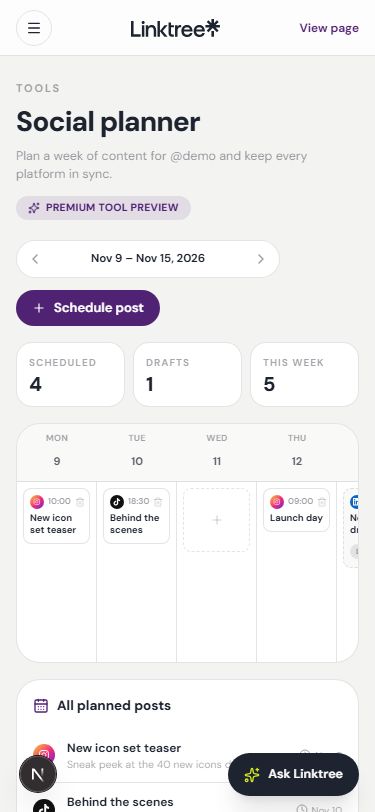 Linktree
View page
TOOLS
Social planner
Plan a week of content for @demo and keep every
platform in sync.
PREMIUM TOOL PREVIEW
Nov 9 – Nov 15, 2026
+ Schedule post
SCHEDULED
4
DRAFTS
1
THIS WEEK
5
MON
9
TUE
10
WED
11
THU
12
10:00
New icon
set teaser
18:30
Behind the
scenes
+
09:00
Launch day
All planned posts
New icon set teaser
Sneak peek at the 40 new icons
N
Ask Linktree
Behind the scenes